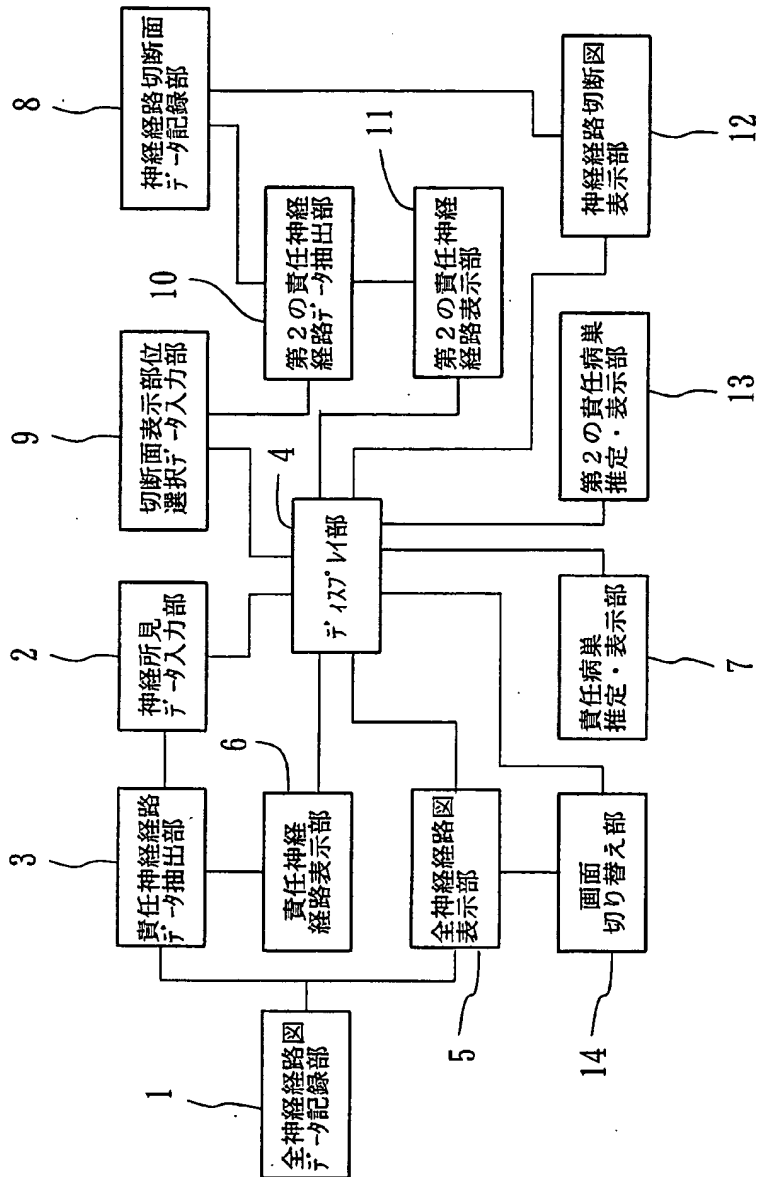 1
全神経経路図
データ記録部
3
責任神経経路
データ抽出部
2
神経所見
データ入力部
9
切断面表示部位
選択データ入力部
8
神経経路切断面
データ記録部
6
責任神経
経路表示部
4
ディスプレイ部
10
第2の責任神経
経路データ抽出部
11
第2の責任神経
経路表示部
5
全神経経路図
表示部
14
画面
切り替え部
7
責任病巣
推定・表示部
13
第2の責任病巣
推定・表示部
12
神経経路切断図
表示部